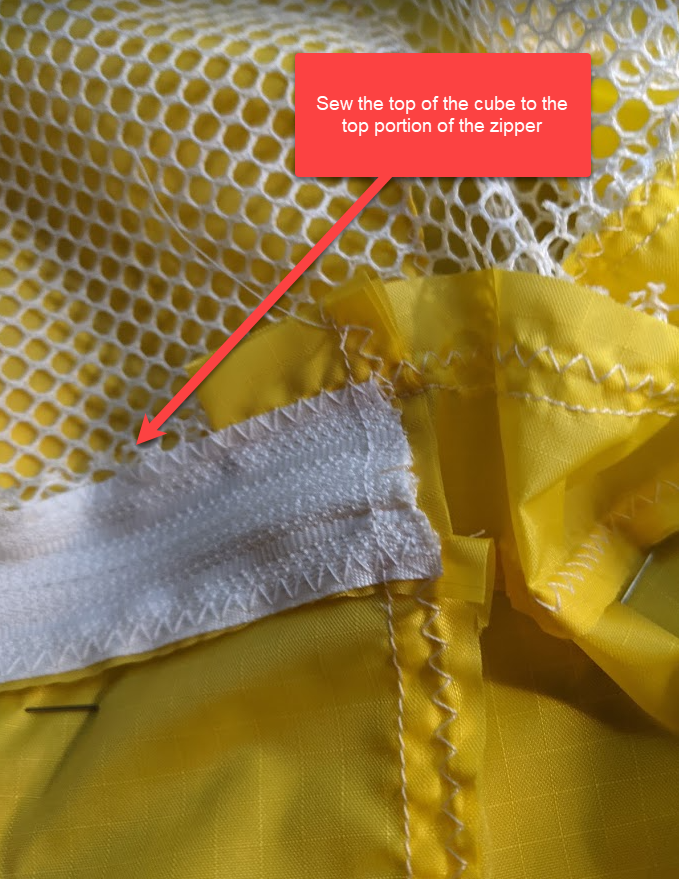 Sew the top of the cube to the
top portion of the zipper